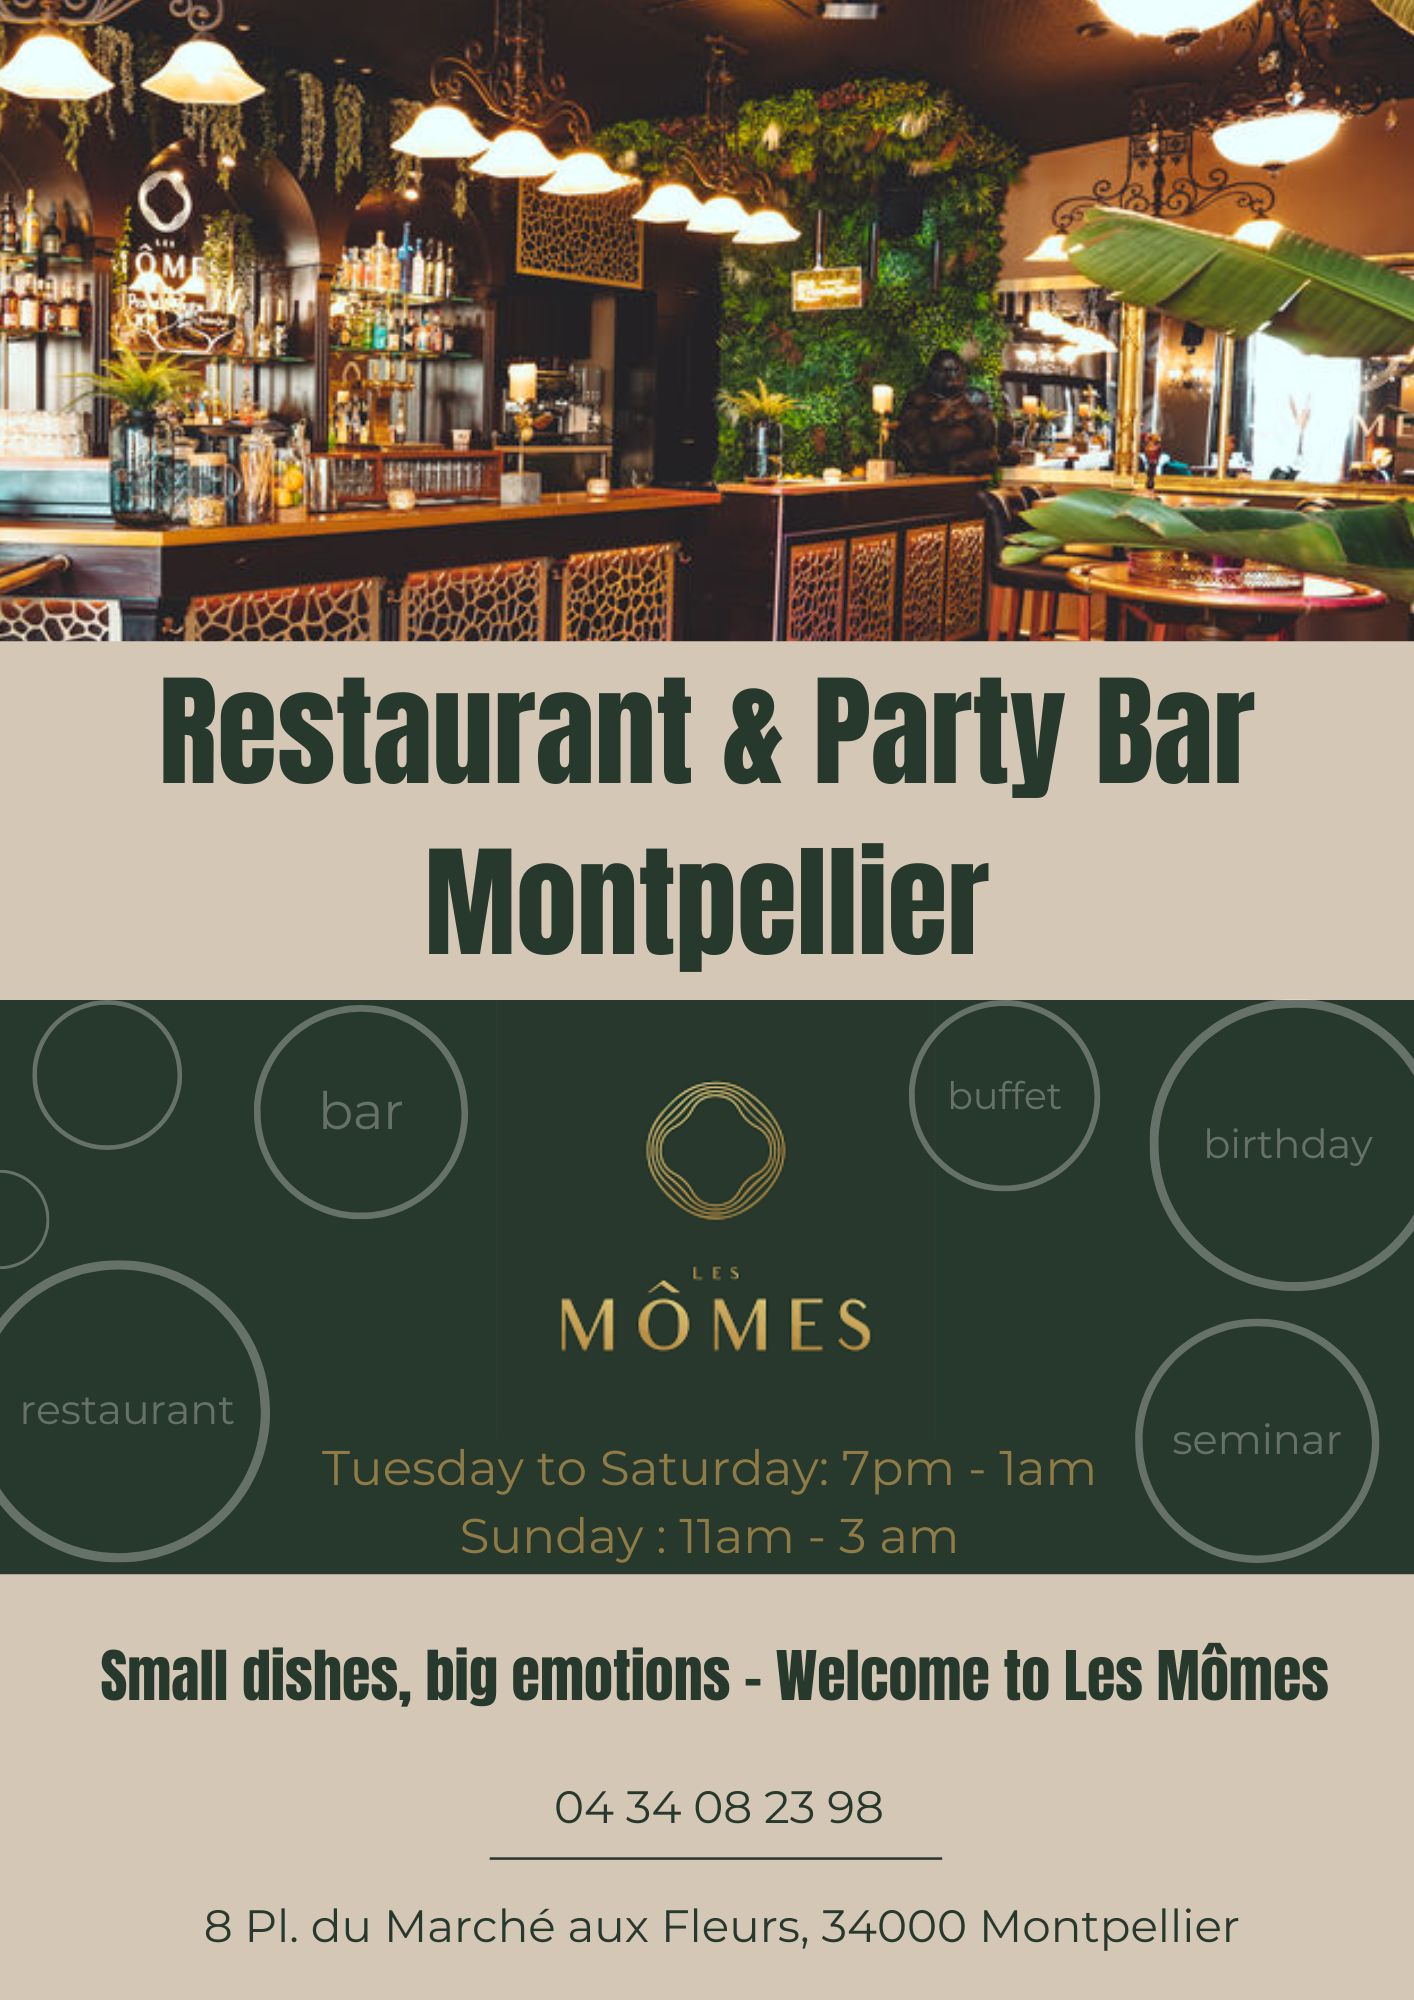 LES
ÔME
Restaurant & Party Bar
Montpellier
bar
buffet
birthday
LES
MÔMES
restaurant
seminar
Tuesday to Saturday: 7pm - 1am
Sunday : 11am - 3 am
Small dishes, big emotions - Welcome to Les Mômes
04 34 08 23 98
8 Pl. du Marché aux Fleurs, 34000 Montpellier